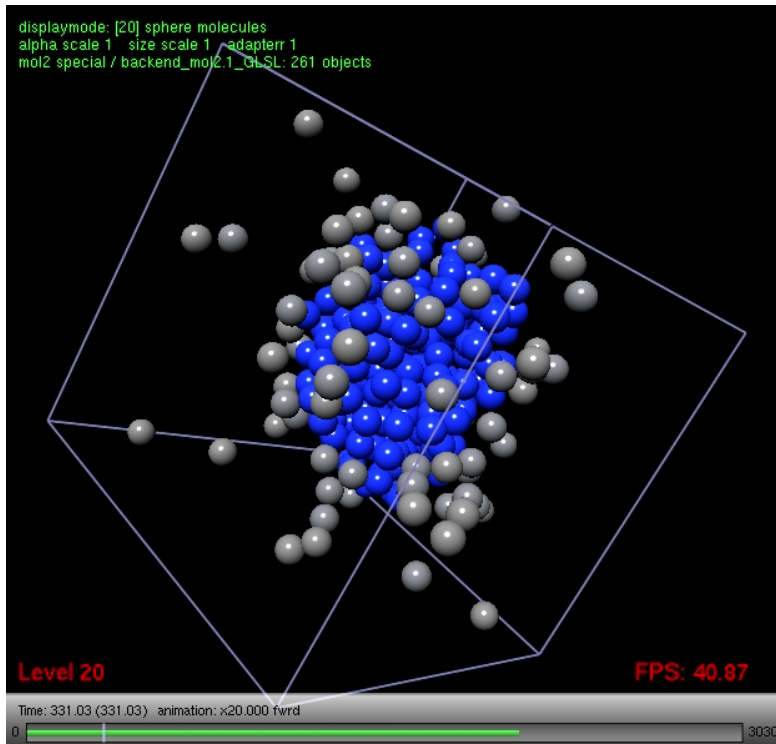 displaymode: [20] sphere molecules
alpha scale 1 size scale 1 adapterr 1
mol2 special / backend_mol2.1_GLSL: 261 objects
Level 20
FPS: 40.87
Time: 331.03 (331.03) animation: x20.000 fwrd
0
3030